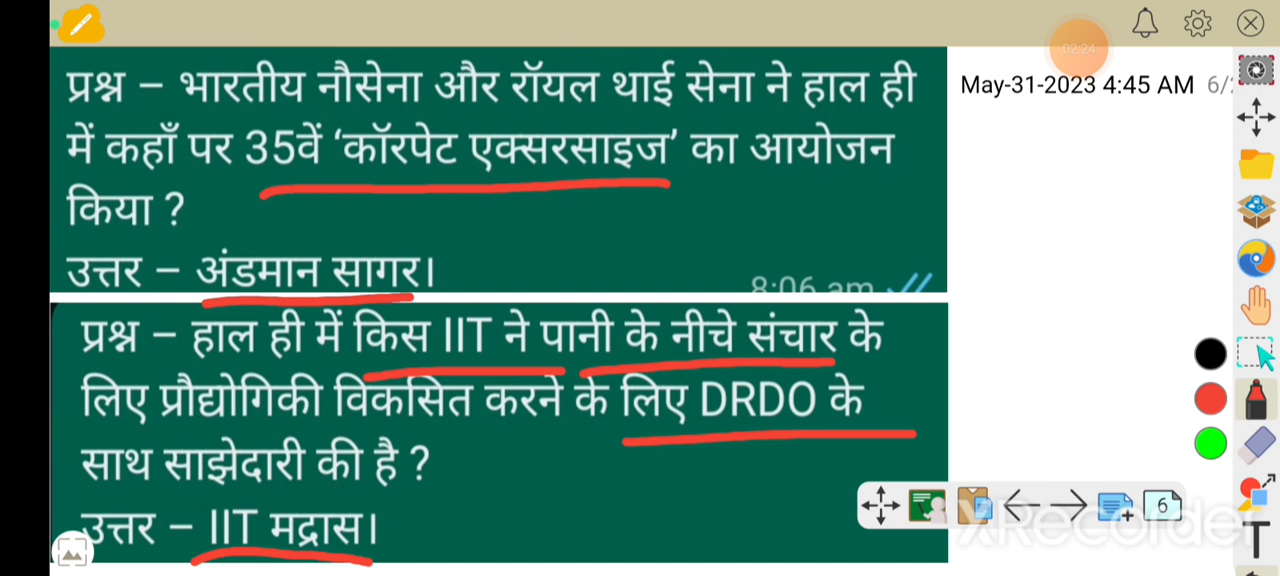 02:24
May-31-2023 4:45 AM 6/
प्रश्न – भारतीय नौसेना और रॉयल थाई सेना ने हाल ही
में कहाँ पर 35वें ‘कॉरपेट एक्सरसाइज’ का आयोजन
किया ?
उत्तर – अंडमान सागर।
8:06 am
प्रश्न – हाल ही में किस IIT ने पानी के नीचे संचार के
लिए प्रौद्योगिकी विकसित करने के लिए DRDO के
साथ साझेदारी की है ?
उत्तर – IIT मद्रास।
6
XRecorder
T